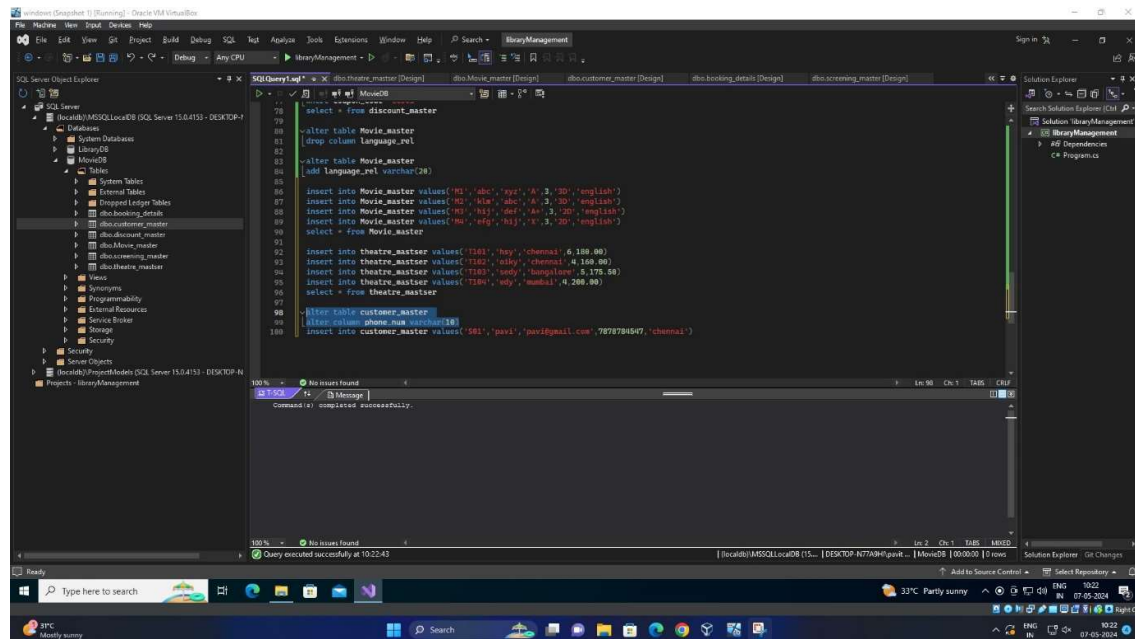 windows (Snapshot 1) [Running] - Oracle VM VirtualBox
File Machine View Input Devices Help
File Edit View Git Project Build Debug SQL Test Analyze Tools Extensions Window Help Search libraryManagement Sign in
Debug Any CPU libraryManagement
SQL Server Object Explorer
SQLQuery1.sql* dbo.theatre_mastser [Design] dbo.Movie_master [Design] dbo.customer_master [Design] dbo.booking_details [Design] dbo.screening_master [Design]
Solution Explorer
MovieDB
Search Solution Explorer (Ctrl
Solution 'libraryManagement'
libraryManagement
Dependencies
C# Program.cs
SQL Server
(localdb)\MSSQLLocalDB (SQL Server 15.0.4153 - DESKTOP-
Databases
System Databases
LibraryDB
MovieDB
Tables
System Tables
External Tables
Dropped Ledger Tables
dbo.booking_details
dbo.customer_master
dbo.discount_master
dbo.Movie_master
dbo.screening_master
dbo.theatre_mastser
Views
Synonyms
Programmability
External Resources
Service Broker
Storage
Security
Security
Server Objects
(localdb)\ProjectModels (SQL Server 15.0.4153 - DESKTOP-N
Projects - libraryManagement
78 select * from discount_master
79
80 alter table Movie_master
81 drop column language_rel
82
83 alter table Movie_master
84 add language_rel varchar(20)
85
86 insert into Movie_master values('M1','abc','xyz','A',3,'3D','english')
87 insert into Movie_master values('M2','klm','abc','A',3,'3D','english')
88 insert into Movie_master values('M3','hij','def','A+',3,'2D','english')
89 insert into Movie_master values('M4','efg','hij','E',3,'2D','english')
90 select * from Movie_master
91
92 insert into theatre_mastser values('T101','hsy','chennai',6,180.00)
93 insert into theatre_mastser values('T102','oiky','chennai',4,160.00)
94 insert into theatre_mastser values('T103','sedy','bangalore',5,175.50)
95 insert into theatre_mastser values('T104','edy','mumbai',4,200.00)
96 select * from theatre_mastser
97
98 alter table customer_master
99 alter column phone_num varchar(10)
100 insert into customer_master values('S01','pavi','pavi@gmail.com',7878784547,'chennai')
100% No issues found Ln: 98 Ch: 1 TABS CRLF
T-SQL Message
Command(s) completed successfully.
100% No issues found Ln: 2 Ch: 1 TABS MIXED
Query executed successfully at 10:22:43 (localdb)\MSSQLLocalDB (15... DESKTOP-N77A9HI\pavit ... MovieDB 00:00:00 0 rows
Solution Explorer Git Changes
Ready Add to Source Control Select Repository
Type here to search 33°C Partly sunny ENG IN 10:22 07-05-2024
Right C
31°C
Mostly sunny
Search
ENG IN 10:22 07-05-2024